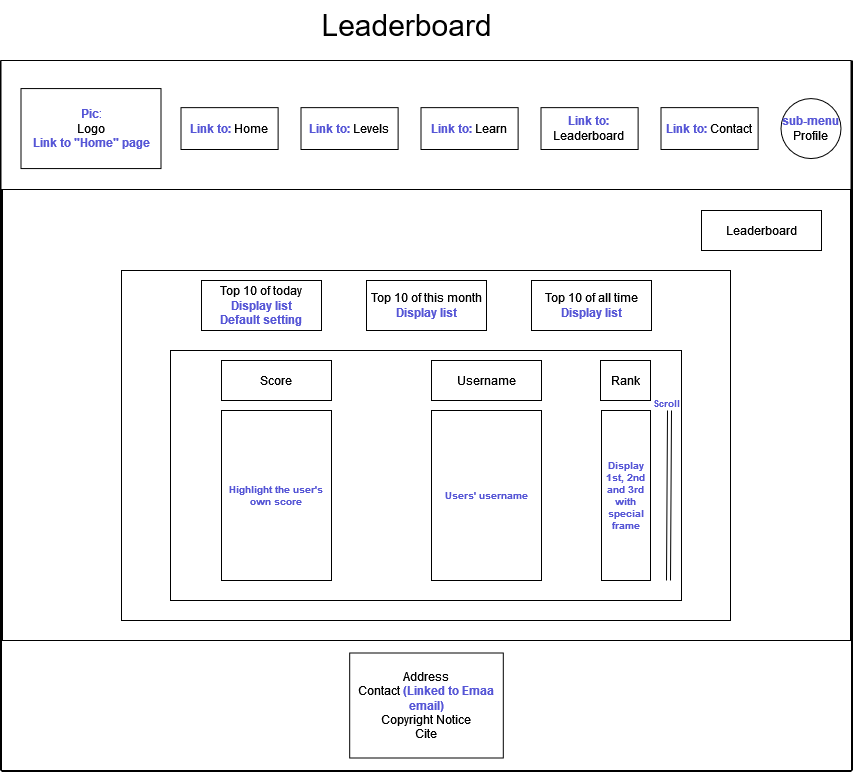 Leaderboard
Pic:
Logo
Link to "Home" page
Link to: Home
Link to: Levels
Link to: Learn
Link to:
Leaderboard
Link to: Contact
sub-menu
Profile
Leaderboard
Top 10 of today
Display list
Default setting
Top 10 of this month
Display list
Top 10 of all time
Display list
Score
Username
Rank
Scroll
Highlight the user's
own score
Users' username
Display
1st, 2nd
and 3rd
with
special
frame
Address
Contact (Linked to Emaa
email)
Copyright Notice
Cite